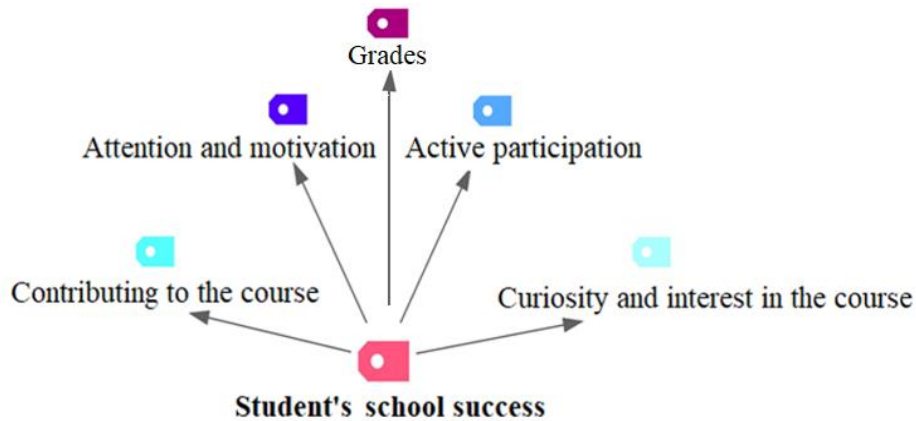 Grades
Attention and motivation
Active participation
Contributing to the course
Curiosity and interest in the course
Student's school success